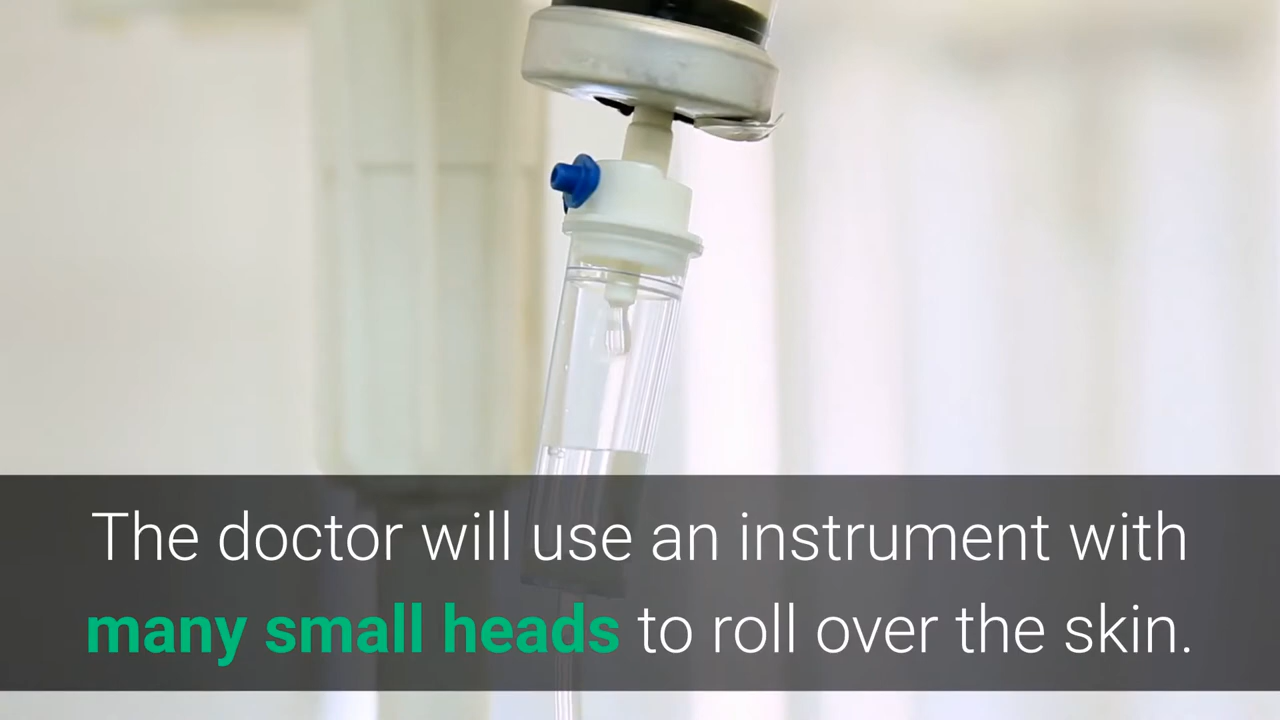 The doctor will use an instrument with
many small heads to roll over the skin.